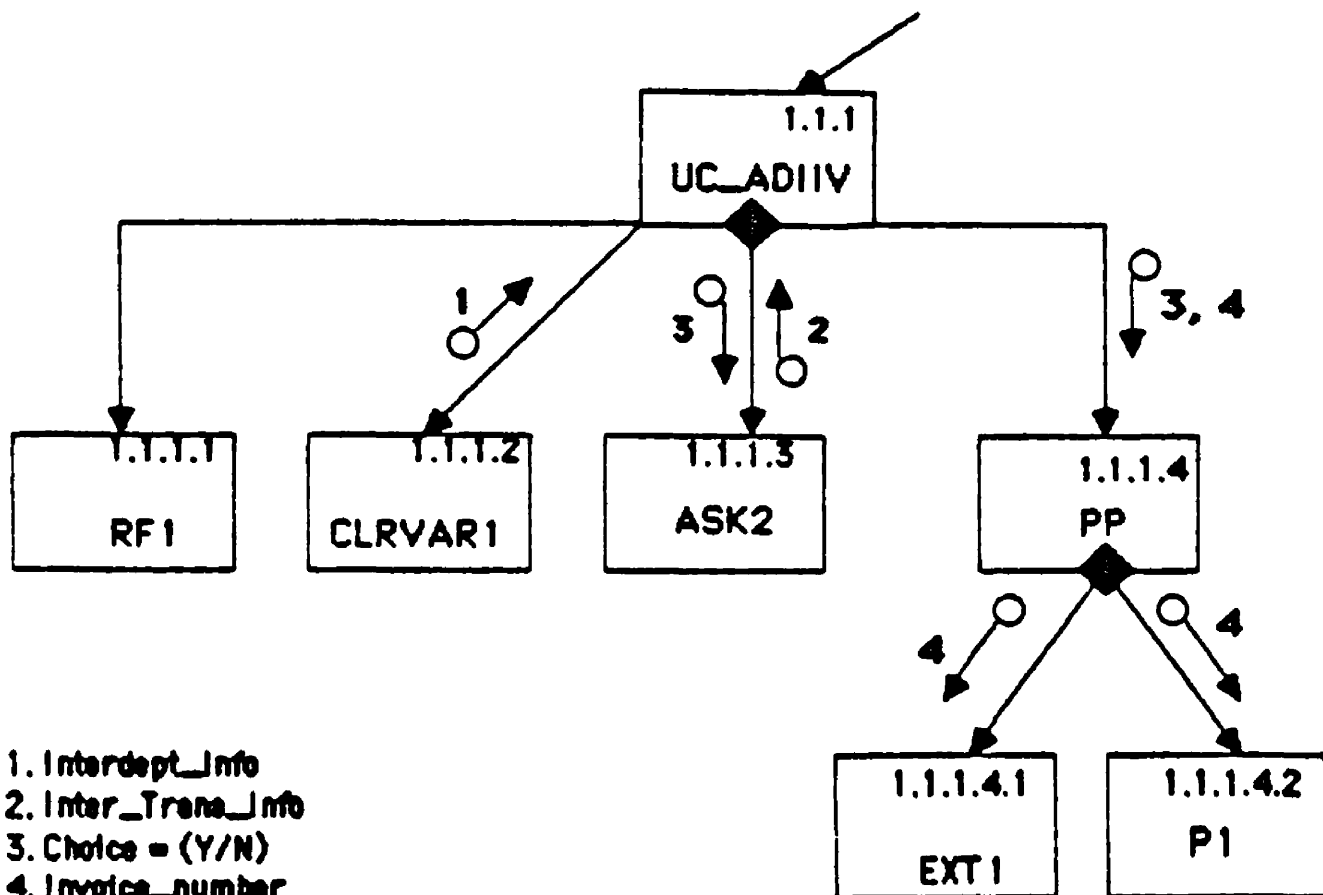 1.1.1
UC_ADIIV
1
3
2
3, 4
1.1.1.1
RF1
1.1.1.2
CLRVAR1
1.1.1.3
ASK2
1.1.1.4
PP
4
4
1.1.1.4.1
EXT1
1.1.1.4.2
P1
1. Interdept_Info
2. Inter_Trans_Info
3. Choice = (Y/N)
4. Invoice_number